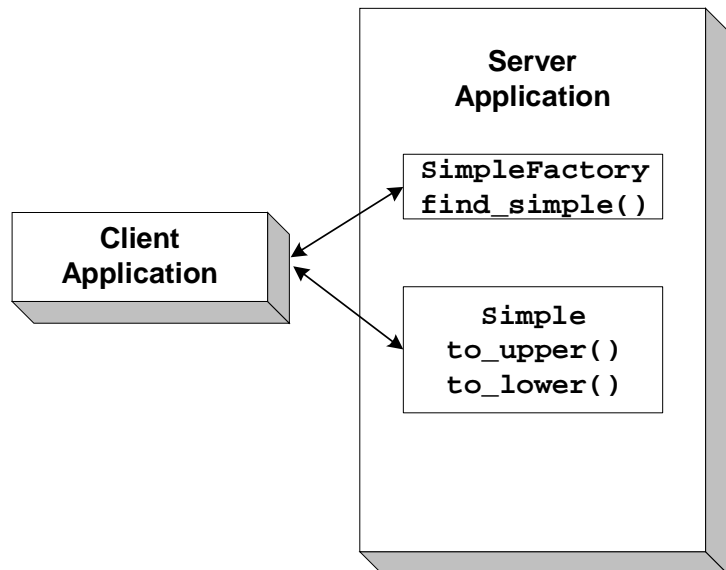 Server
Application
SimpleFactory
find_simple()
Client
Application
Simple
to_upper()
to_lower()